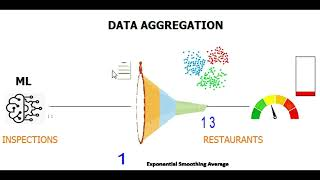 DATA AGGREGATION
ML
INSPECTIONS
RESTAURANTS
1 3
1
Exponential Smoothing Average